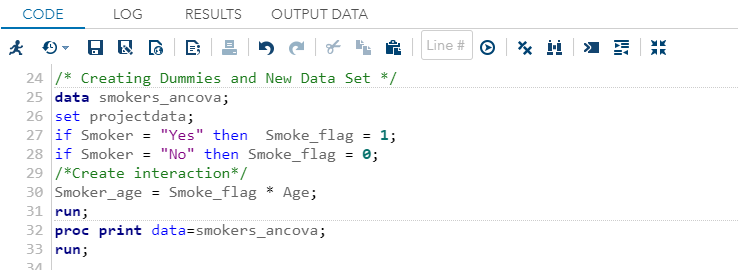 CODE LOG RESULTS OUTPUT DATA
Line #
24 /* Creating Dummies and New Data Set */
25 data smokers_ancova;
26 set projectdata;
27 if Smoker = "Yes" then  Smoke_flag = 1;
28 if Smoker = "No" then Smoke_flag = 0;
29 /*Create interaction*/
30 Smoker_age = Smoke_flag * Age;
31 run;
32 proc print data=smokers_ancova;
33 run;
34